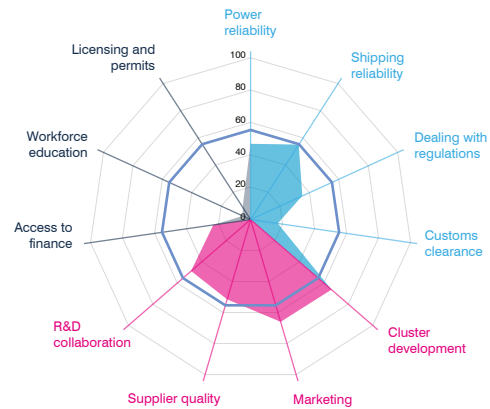 Power
reliability
Licensing and
permits
100
Shipping
reliability
80
60
Workforce
education
Dealing with
regulations
40
20
0
Access to
finance
Customs
clearance
R&D
collaboration
Cluster
development
Supplier quality
Marketing